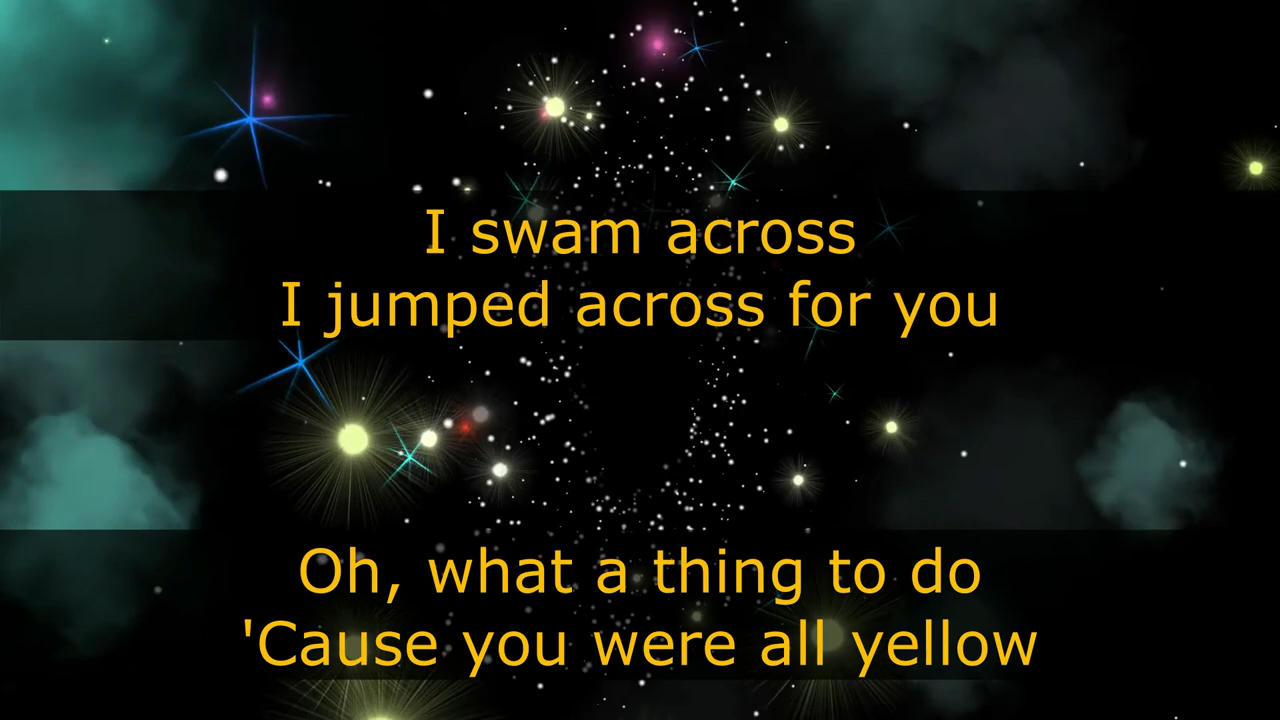 I swam across
I jumped across for you
Oh, what a thing to do
'Cause you were all yellow